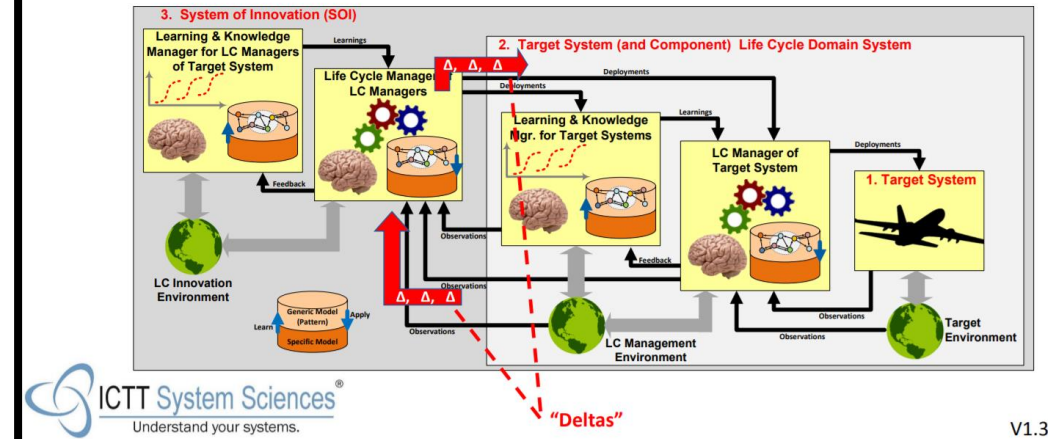 3. System of Innovation (SOI)
Learning & Knowledge
Manager for LC Managers
of Target System
Learnings
Life Cycle Manager of
LC Managers
Δ, Δ, Δ
2. Target System (and Component) Life Cycle Domain System
Deployments
Deployments
Learning & Knowledge
Mgr. for Target Systems
Learnings
LC Manager of
Target System
Deployments
1. Target System
Feedback
Observations
Feedback
Observations
Δ, Δ, Δ
Observations
Observations
Observations
LC Innovation
Environment
Generic Model
(Pattern)
Learn
Apply
Specific Model
LC Management
Environment
Target
Environment
ICTT System Sciences®
Understand your systems.
"Deltas"
V1.3